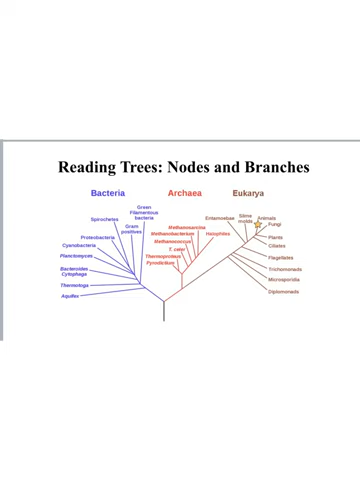 Reading Trees: Nodes and Branches
Bacteria
Archaea
Eukarya
Green
Filamentous
bacteria
Spirochetes
Gram
positives
Proteobacteria
Cyanobacteria
Planctomyces
Bacteroides
Cytophaga
Thermotoga
Aquifex
Methanosarcina
Methanobacterium
Halophiles
Methanococcus
T. celer
Thermoproteus
Pyrodictium
Entamoebae
Slime
molds
Animals
Fungi
Plants
Ciliates
Flagellates
Trichomonads
Microsporidia
Diplomonads